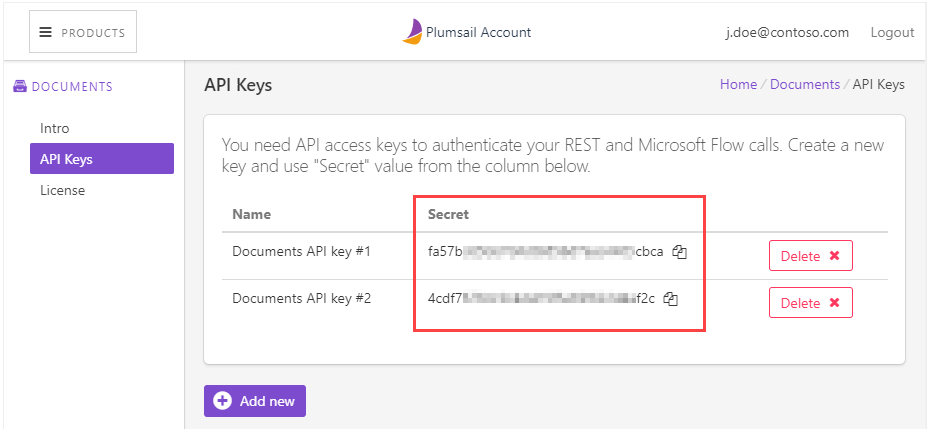 PRODUCTS
Plumsail Account
j.doe@contoso.com
Logout
DOCUMENTS
Intro
API Keys
License
API Keys
Home / Documents / API Keys
You need API access keys to authenticate your REST and Microsoft Flow calls. Create a new
key and use "Secret" value from the column below.
Name Secret
Documents API key #1 fa57b cbca Delete
Documents API key #2 4cdf7 f2c Delete
Add new